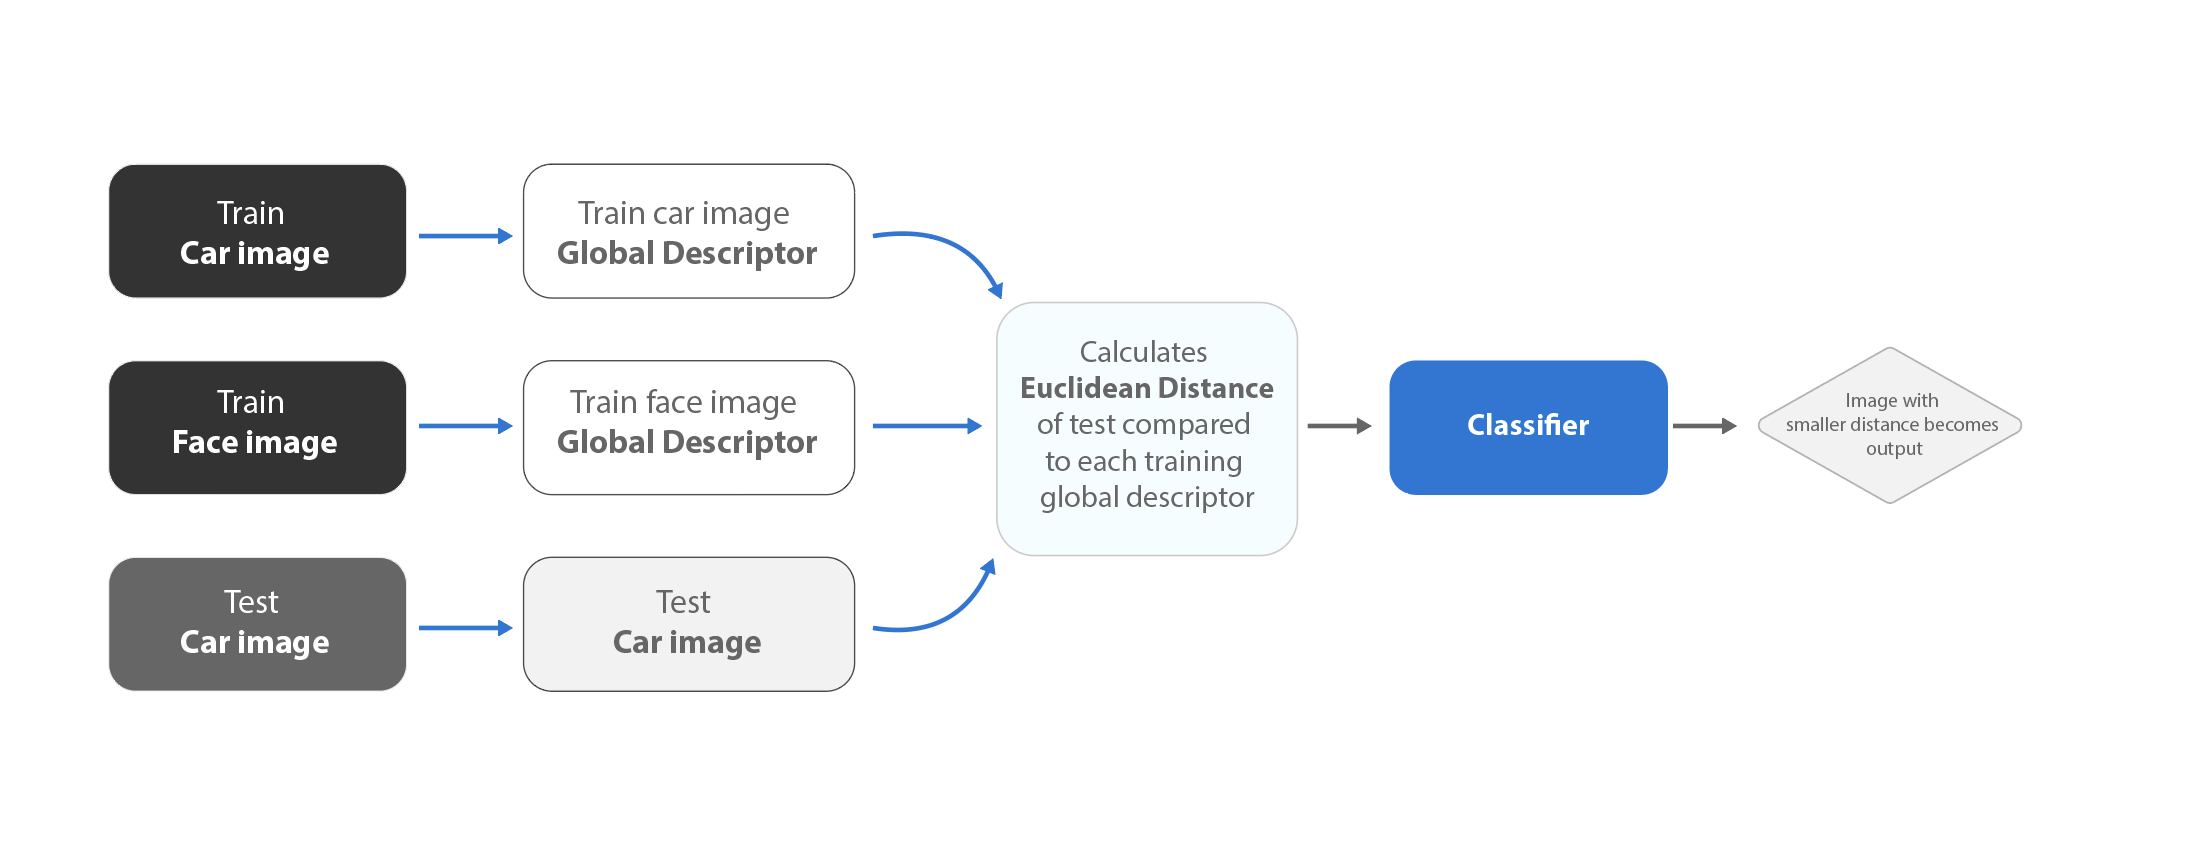 Train
Car image
Train car image
Global Descriptor
Train
Face image
Train face image
Global Descriptor
Test
Car image
Test
Car image
Calculates
Euclidean Distance
of test compared
to each training
global descriptor
Classifier
Image with
smaller distance becomes
output